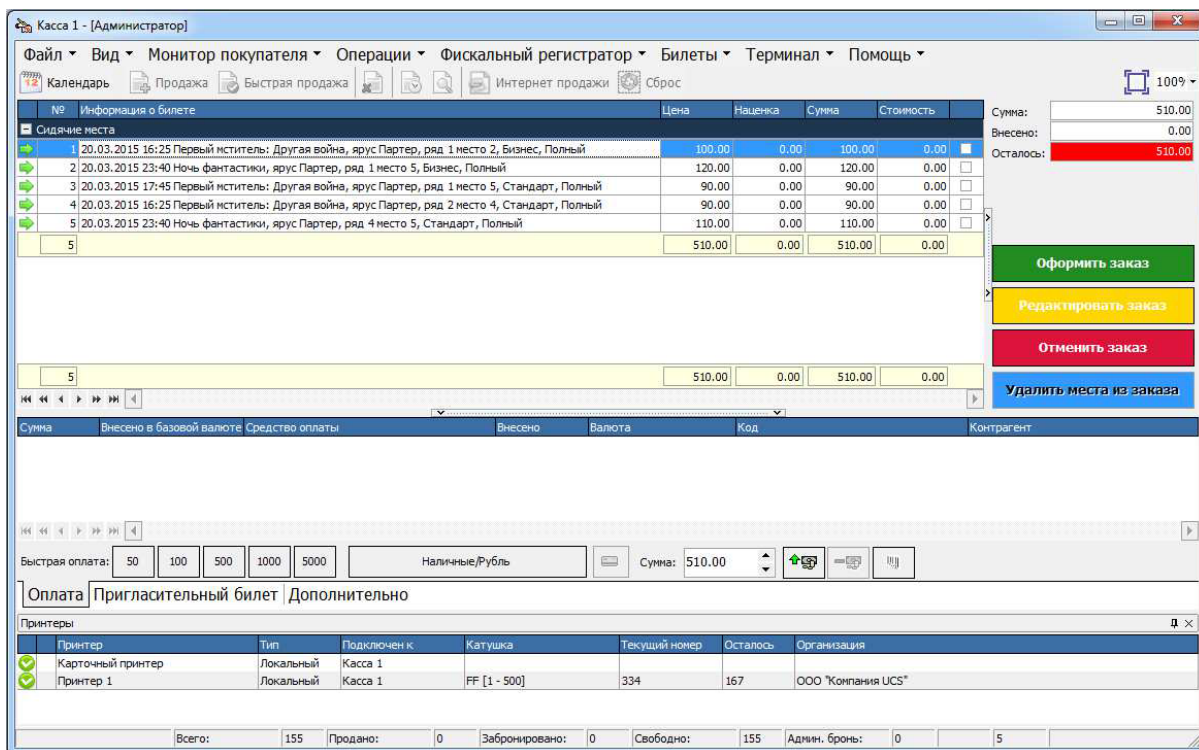 Касса 1 - [Администратор]
Файл Вид Монитор покупателя Операции Фискальный регистратор Билеты Терминал Помощь
12 Календарь Продажа Быстрая продажа Интернет продажи Сброс 100%
№ Информация о билете Цена Наценка Сумма Стоимость
Сидячие места
1 20.03.2015 16:25 Первый мститель: Другая война, ярус Партер, ряд 1 место 2, Бизнес, Полный 100.00 0.00 100.00 0.00
2 20.03.2015 23:40 Ночь фантастики, ярус Партер, ряд 1 место 5, Бизнес, Полный 120.00 0.00 120.00 0.00
3 20.03.2015 17:45 Первый мститель: Другая война, ярус Партер, ряд 1 место 5, Стандарт, Полный 90.00 0.00 90.00 0.00
4 20.03.2015 16:25 Первый мститель: Другая война, ярус Партер, ряд 2 место 4, Стандарт, Полный 90.00 0.00 90.00 0.00
5 20.03.2015 23:40 Ночь фантастики, ярус Партер, ряд 4 место 5, Стандарт, Полный 110.00 0.00 110.00 0.00
5 510.00 0.00 510.00 0.00
5 510.00 0.00 510.00 0.00
Сумма: 510.00
Внесено: 0.00
Осталось: 510.00
Оформить заказ
Редактировать заказ
Отменить заказ
Удалить места из заказа
Сумма Внесено в базовой валюте Средство оплаты Внесено Валюта Код Контрагент
Быстрая оплата: 50 100 500 1000 5000 Наличные/Рубль Сумма: 510.00
Оплата Пригласительный билет Дополнительно
Принтеры
Принтер Тип Подключен к Катушка Текущий номер Осталось Организация
Карточный принтер Локальный Касса 1
Принтер 1 Локальный Касса 1 FF [1 - 500] 334 167 ООО "Компания UCS"
Всего: 155 Продано: 0 Забронировано: 0 Свободно: 155 Админ. бронь: 0 5